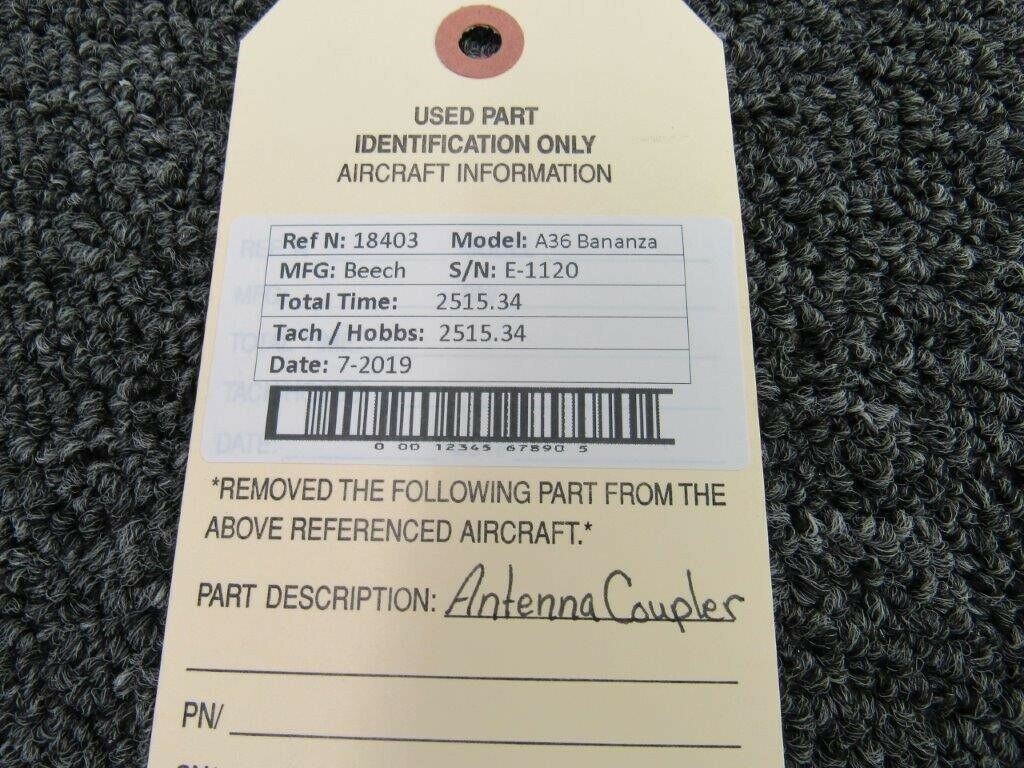 USED PART
IDENTIFICATION ONLY
AIRCRAFT INFORMATION
Ref N: 18403 Model: A36 Bananza
MFG: Beech S/N: E-1120
Total Time: 2515.34
Tach / Hobbs: 2515.34
Date: 7-2019
DATE:
0 00 12345 67890 5
*REMOVED THE FOLLOWING PART FROM THE
ABOVE REFERENCED AIRCRAFT.*
PART DESCRIPTION: Antenna Coupler
PN/